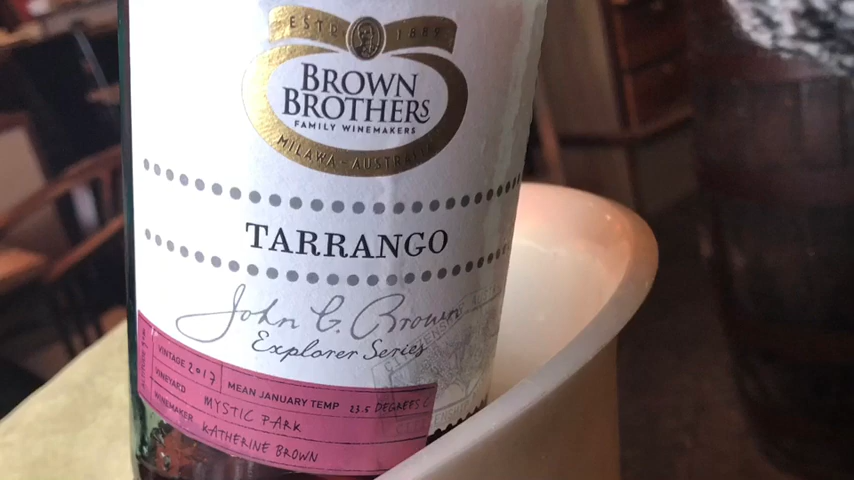 ESTD 1889
BROWN
BROTHERS
FAMILY WINEMAKERS
MILAWA - AUSTRALIA
TARRANGO
John G. Brown
Explorer Series
VINTAGE 2017 MEAN JANUARY TEMP 23.5 DEGREES C
VINEYARD MYSTIC PARK
WINEMAKER KATHERINE BROWN